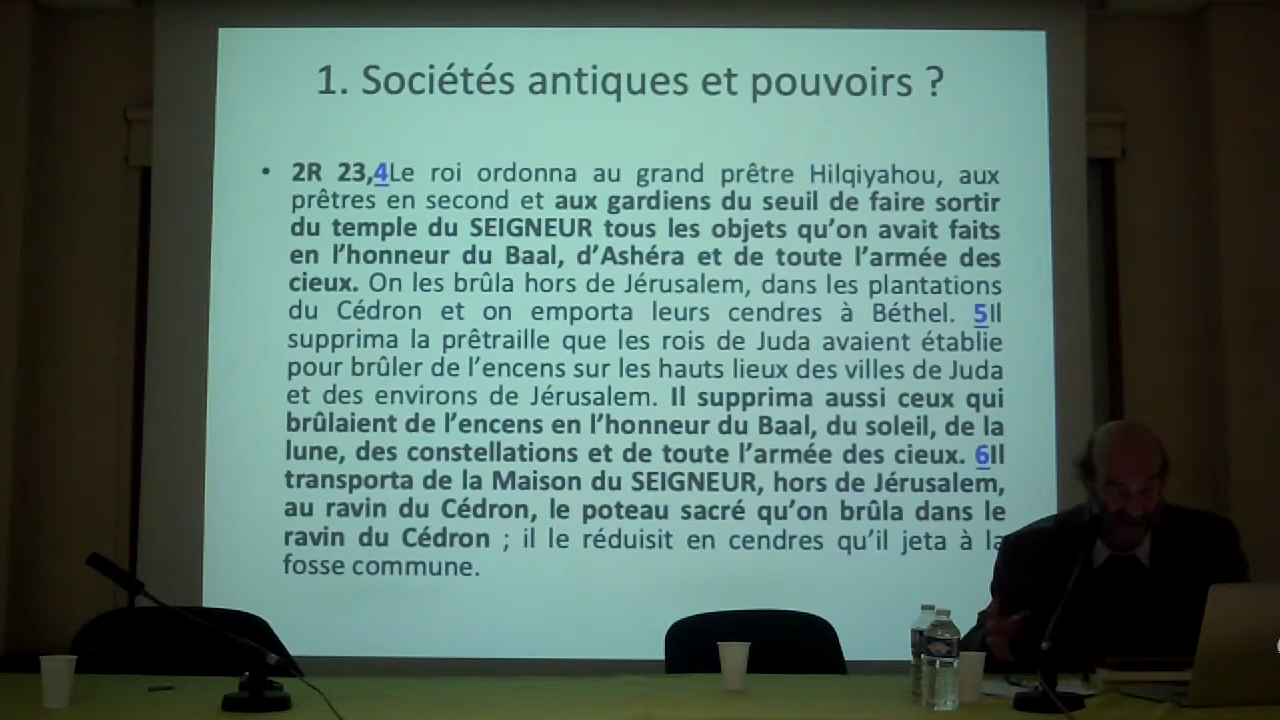 1. Sociétés antiques et pouvoirs ?
• 2R 23,4Le roi ordonna au grand prêtre Hilqiyahou, aux
prêtres en second et aux gardiens du seuil de faire sortir
du temple du SEIGNEUR tous les objets qu’on avait faits
en l’honneur du Baal, d’Ashéra et de toute l’armée des
cieux. On les brûla hors de Jérusalem, dans les plantations
du Cédron et on emporta leurs cendres à Béthel. 5Il
supprima la prêtraille que les rois de Juda avaient établie
pour brûler de l’encens sur les hauts lieux des villes de Juda
et des environs de Jérusalem. Il supprima aussi ceux qui
brûlaient de l’encens en l’honneur du Baal, du soleil, de la
lune, des constellations et de toute l’armée des cieux. 6Il
transporta de la Maison du SEIGNEUR, hors de Jérusalem,
au ravin du Cédron, le poteau sacré qu’on brûla dans le
ravin du Cédron ; il le réduisit en cendres qu’il jeta à la
fosse commune.